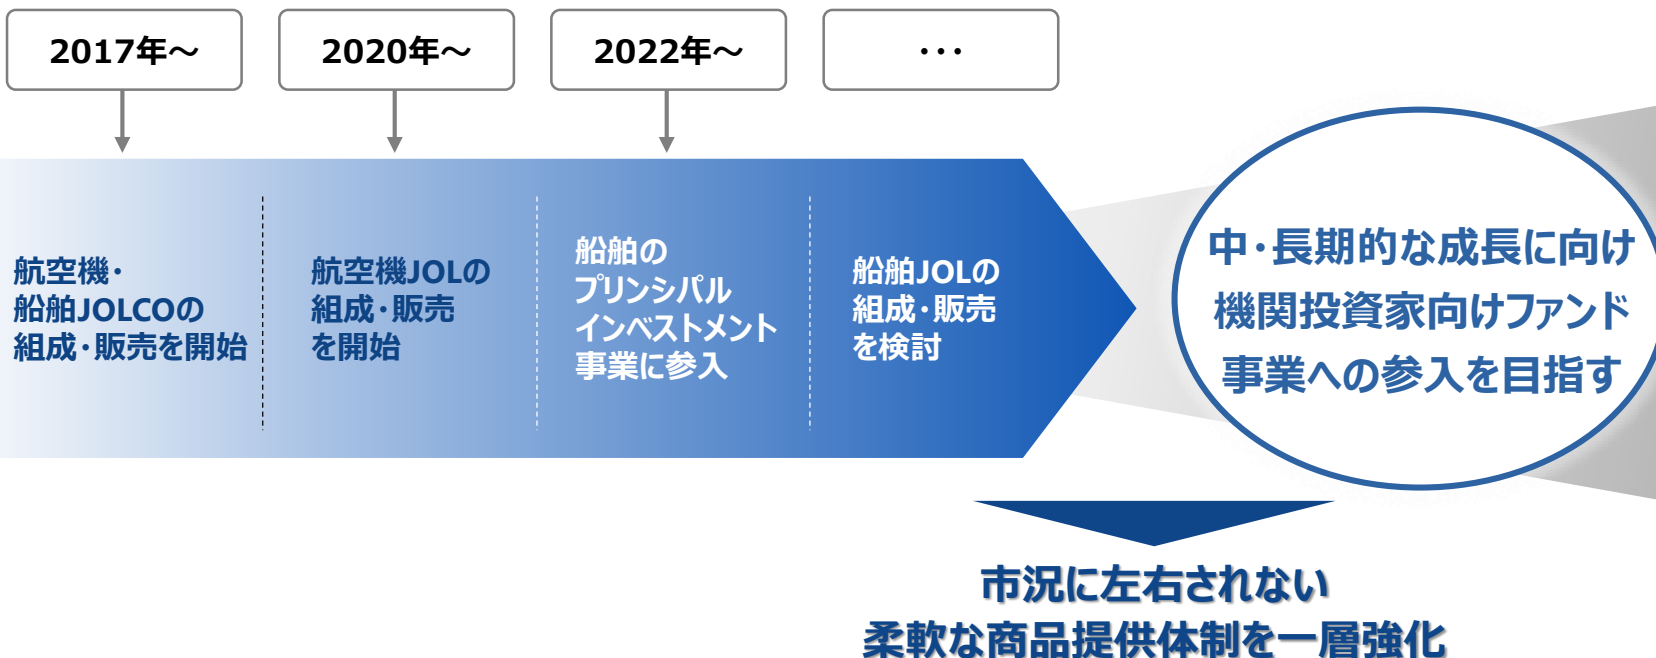 2017年～
2020年～
2022年～
・・・
航空機・
船舶JOLCOの
組成・販売を開始
航空機JOLの
組成・販売
を開始
船舶の
プリンシパル
インベストメント
事業に参入
船舶JOLの
組成・販売
を検討
中・長期的な成長に向け
機関投資家向けファンド
事業への参入を目指す
市況に左右されない
柔軟な商品提供体制を一層強化